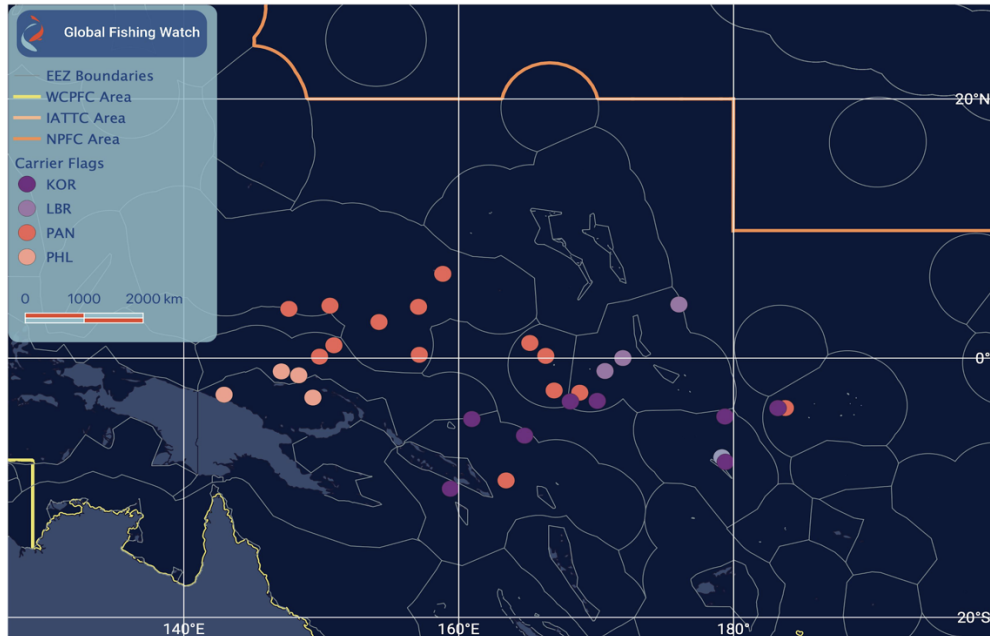 Global Fishing Watch
EEZ Boundaries
WCPFC Area
IATTC Area
NPFC Area
Carrier Flags
KOR
LBR
PAN
PHL
0 1000 2000 km
20°N
0°
20°S
140°E 160°E 180°